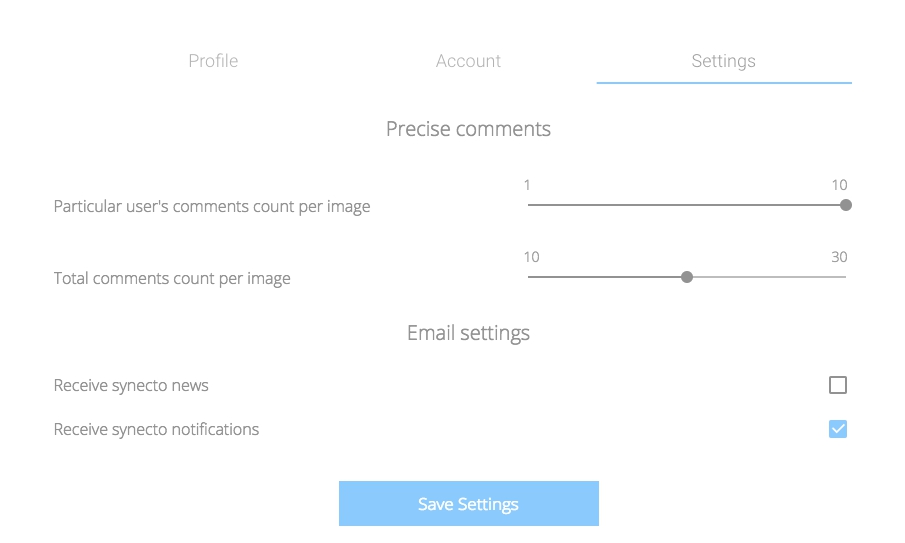 Profile Account Settings
Precise comments
1 10
Particular user's comments count per image
10 30
Total comments count per image
Email settings
Receive synecto news
Receive synecto notifications
Save Settings